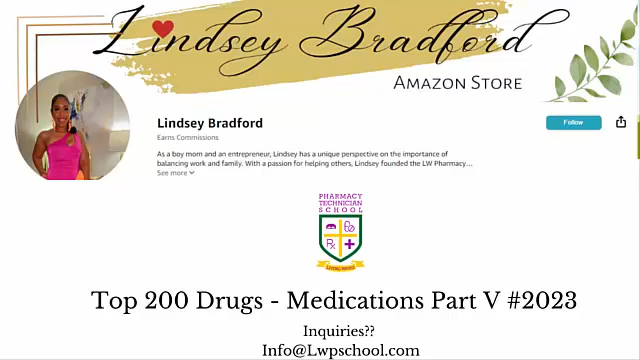 Lindsey Bradford
AMAZON STORE
Lindsey Bradford
Earns Commissions
Follow
As a boy mom and an entrepreneur, Lindsey has a unique perspective on the importance of
balancing work and family. With a passion for helping others, Lindsey founded the LW Pharmacy...
See more
PHARMACY
TECHNICIAN
SCHOOL
Rx
Top 200 Drugs - Medications Part V #2023
Inquiries??
Info@Lwpschool.com